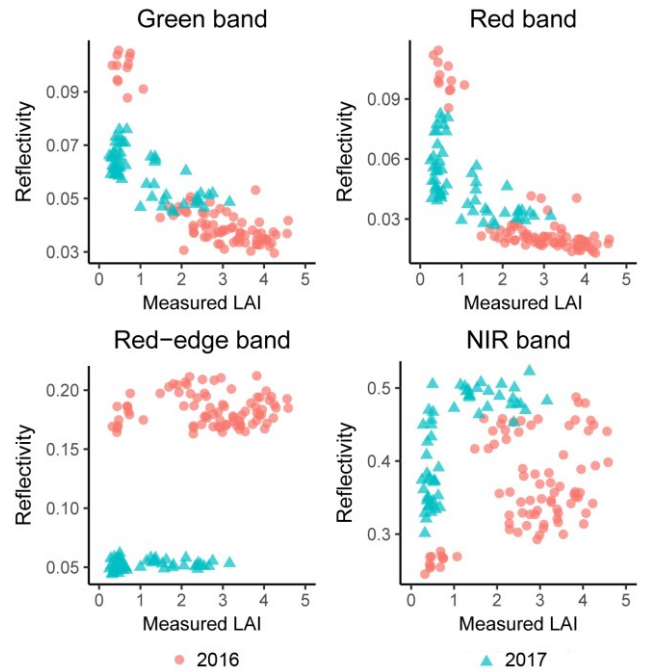 Green band
Red band
Reflectivity
0.09
0.07
0.05
0.03
0 1 2 3 4 5
Measured LAI
Reflectivity
0.09
0.06
0.03
0 1 2 3 4 5
Measured LAI
Red−edge band
NIR band
Reflectivity
0.20
0.15
0.10
0.05
0 1 2 3 4 5
Measured LAI
Reflectivity
0.5
0.4
0.3
0 1 2 3 4 5
Measured LAI
2016
2017